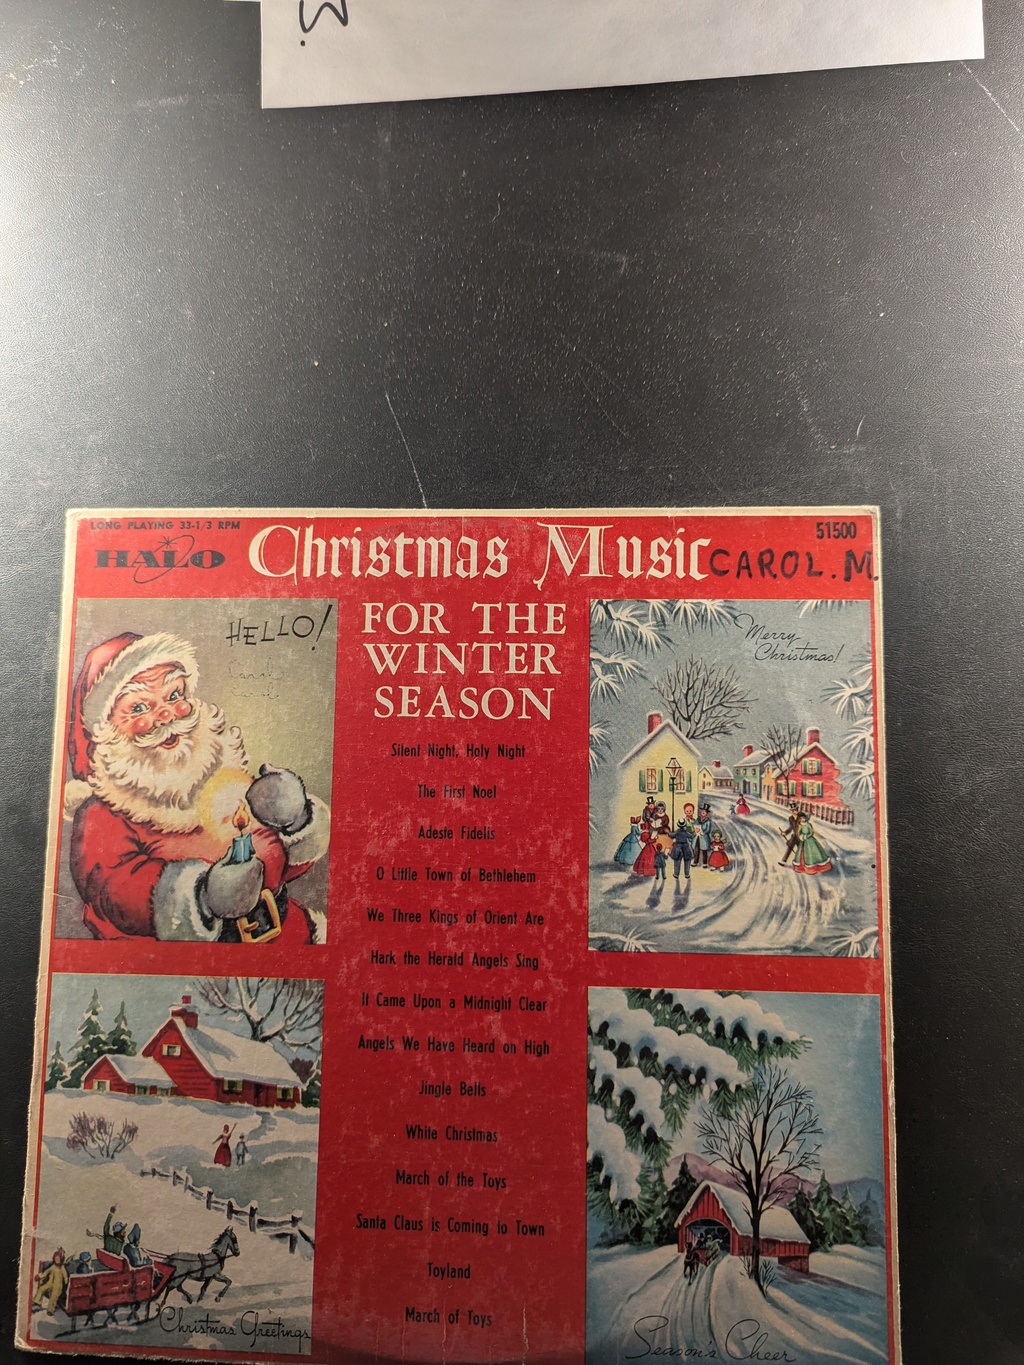 3.
LONG PLAYING 33-1/3 RPM
HALO
Christmas Music
51500
CAROL. M.
FOR THE
WINTER
SEASON
HELLO!
Carol
Merry
Christmas!
Silent Night, Holy Night
The First Noel
Adeste Fidelis
O Little Town of Bethlehem
We Three Kings of Orient Are
Hark the Herald Angels Sing
It Came Upon a Midnight Clear
Angels We Have Heard on High
Jingle Bells
White Christmas
March of the Toys
Santa Claus is Coming to Town
Toyland
March of Toys
Christmas Greetings
Season's Cheer